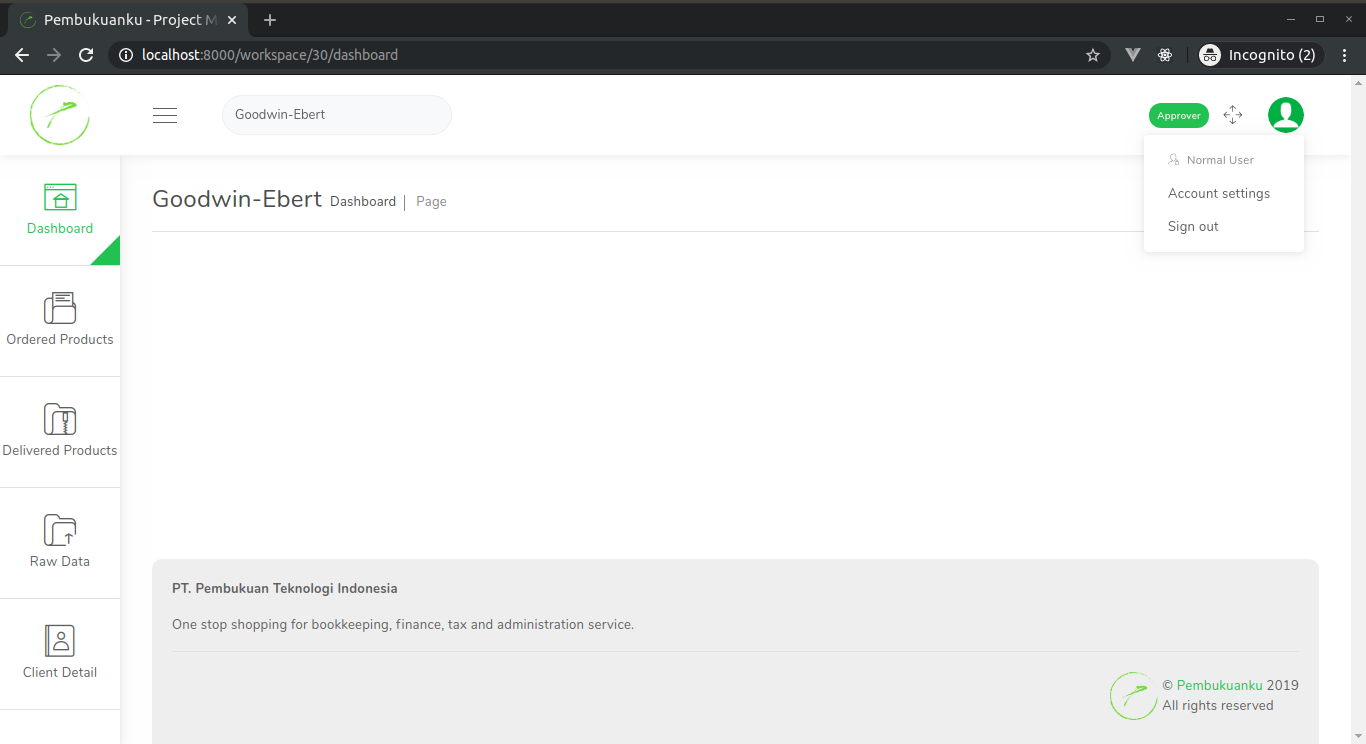 Pembukuanku - Project M
localhost:8000/workspace/30/dashboard
Incognito (2)
Goodwin-Ebert
Approver
Normal User
Account settings
Sign out
Goodwin-Ebert Dashboard | Page
Dashboard
Ordered Products
Delivered Products
Raw Data
Client Detail
PT. Pembukuan Teknologi Indonesia
One stop shopping for bookkeeping, finance, tax and administration service.
© Pembukuanku 2019
All rights reserved